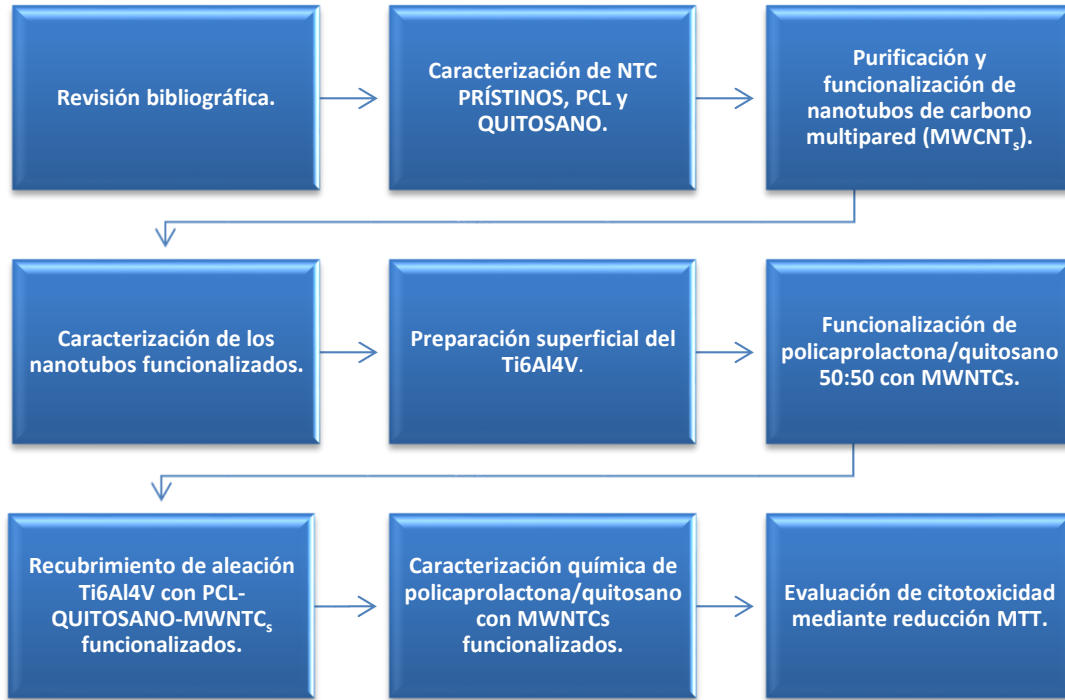 Revisión bibliográfica.
Caracterización de NTC
PRÍSTINOS, PCL y
QUITOSANO.
Purificación y
funcionalización de
nanotubos de carbono
multipared (MWCNTs).
Caracterización de los
nanotubos funcionalizados.
Preparación superficial del
Ti6Al4V.
Funcionalización de
policaprolactona/quitosano
50:50 con MWNTCs.
Recubrimiento de aleación
Ti6Al4V con PCL-
QUITOSANO-MWNTCs
funcionalizados.
Caracterización química de
policaprolactona/quitosano
con MWNTCs
funcionalizados.
Evaluación de citotoxicidad
mediante reducción MTT.